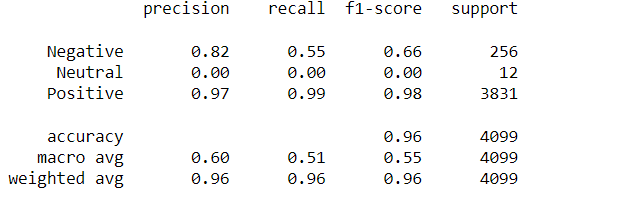 precision recall f1-score support
Negative 0.82 0.55 0.66 256
Neutral 0.00 0.00 0.00 12
Positive 0.97 0.99 0.98 3831
accuracy 0.96 4099
macro avg 0.60 0.51 0.55 4099
weighted avg 0.96 0.96 0.96 4099